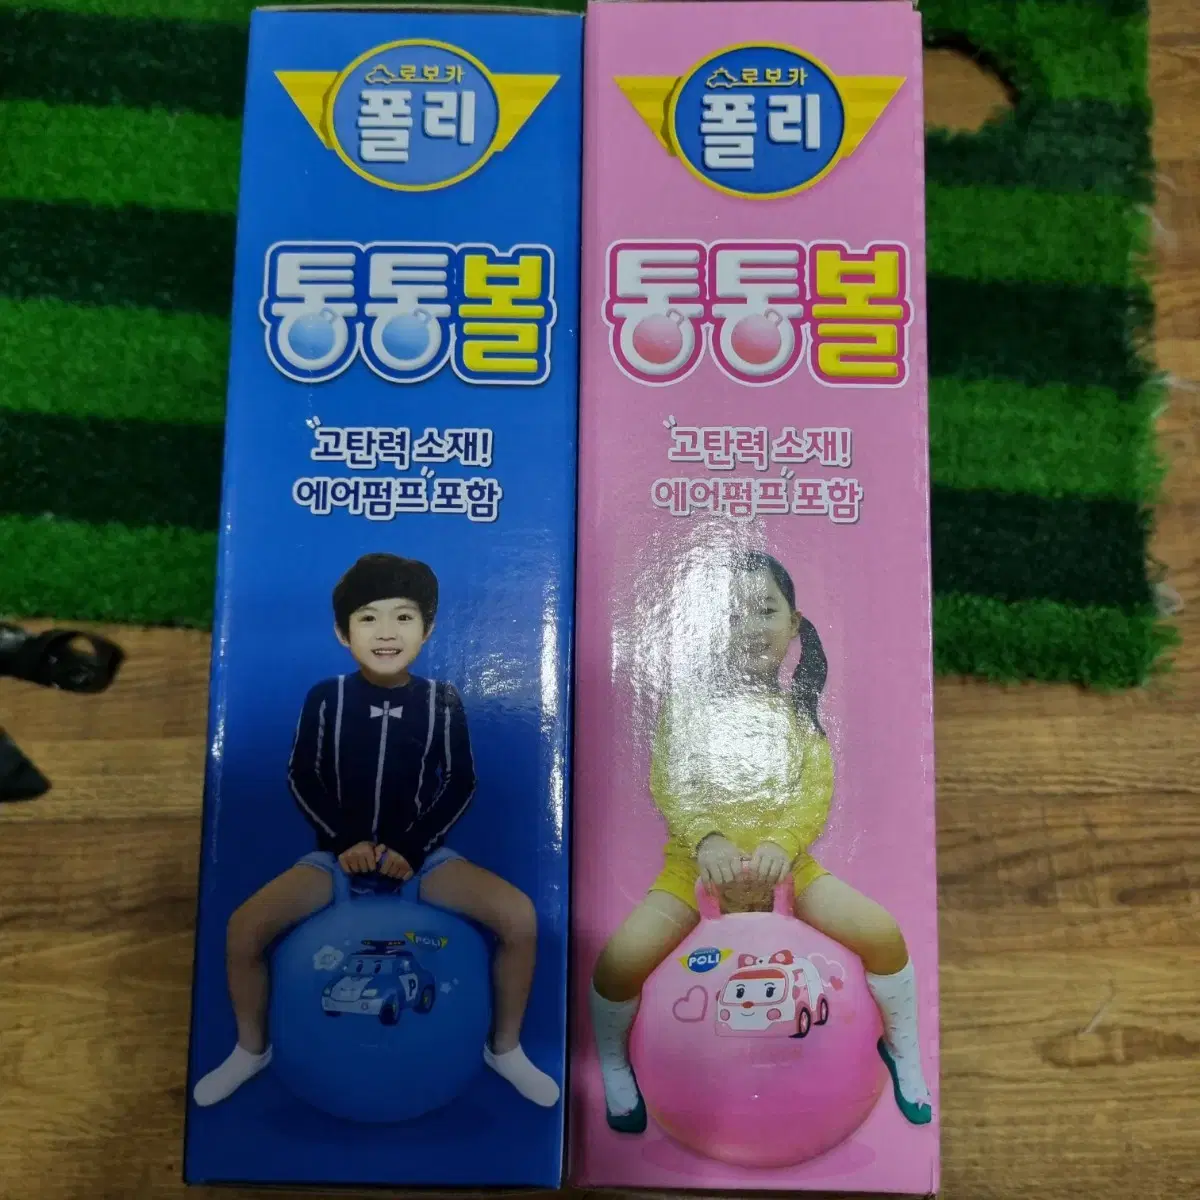 로보카
폴리
통통볼
"고탄력 소재!
에어펌프" 포함
POLI
P
로보카
폴리
통통볼
"고탄력 소재!
에어펌프" 포함
POLI